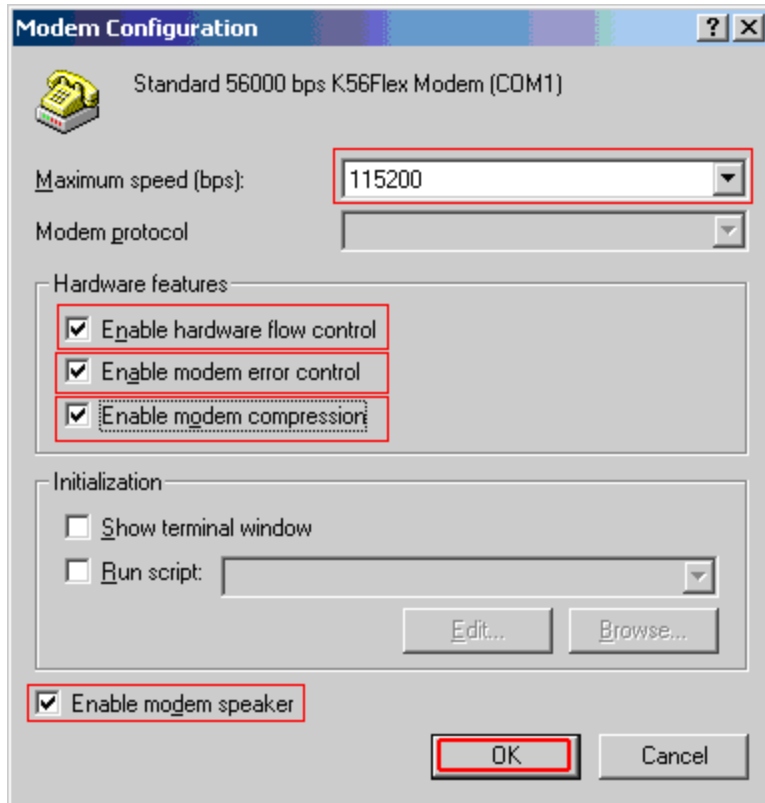 Modem Configuration
Standard 56000 bps K56Flex Modem (COM1)
Maximum speed (bps): 115200
Modem protocol
Hardware features
Enable hardware flow control
Enable modem error control
Enable modem compression
Initialization
Show terminal window
Run script:
Edit... Browse...
Enable modem speaker
OK Cancel